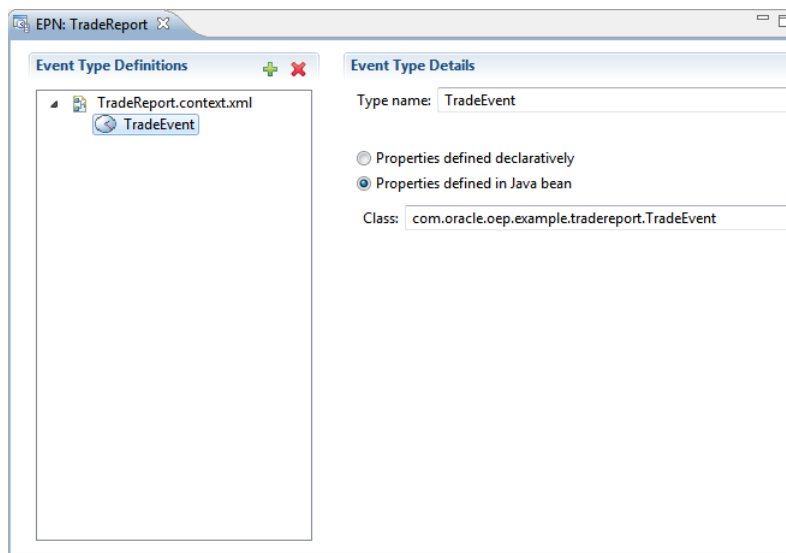 EPN: TradeReport
Event Type Definitions
Event Type Details
TradeReport.context.xml
TradeEvent
Type name: TradeEvent
Properties defined declaratively
Properties defined in Java bean
Class: com.oracle.oep.example.tradereport.TradeEvent